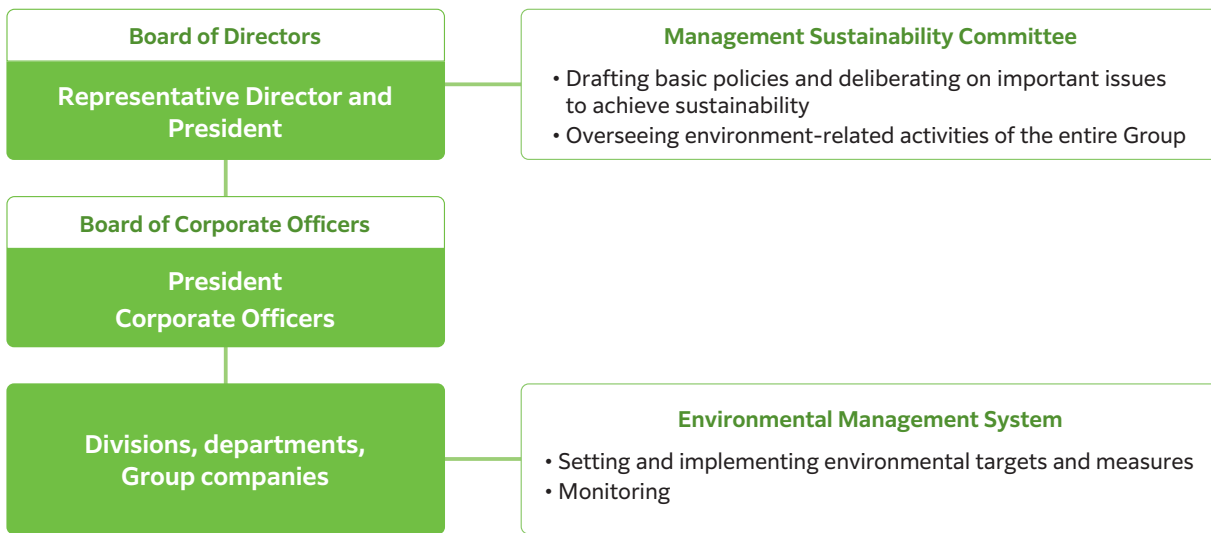 Board of Directors
Representative Director and
President
Management Sustainability Committee
• Drafting basic policies and deliberating on important issues
to achieve sustainability
• Overseeing environment-related activities of the entire Group
Board of Corporate Officers
President
Corporate Officers
Divisions, departments,
Group companies
Environmental Management System
• Setting and implementing environmental targets and measures
• Monitoring